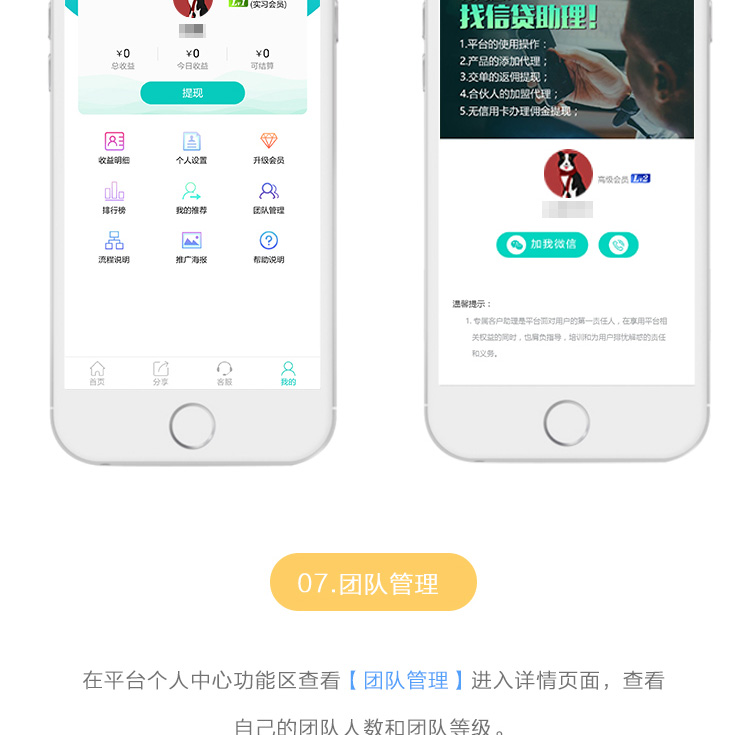 Lv1 (实习会员)
¥0 ¥0 ¥0
总收益 今日收益 可结算
提现
收益明细 个人设置 升级会员
排行榜 我的推荐 团队管理
流程说明 推广海报 帮助说明
首页 分享 客服 我的
找信贷助理!
1.平台的使用操作;
2.产品的添加代理;
3.交单的返佣提现;
4.合伙人的加盟代理;
5.无信用卡办理佣金提现;
高级会员 Lv2
加我微信
温馨提示:
1. 专属客户助理是平台面对用户的第一责任人,在享用平台相
关权益的同时,也肩负指导,培训和为用户排忧解惑的责任
和义务。
07.团队管理
在平台个人中心功能区查看【团队管理】进入详情页面,查看
自己的团队人数和团队等级。